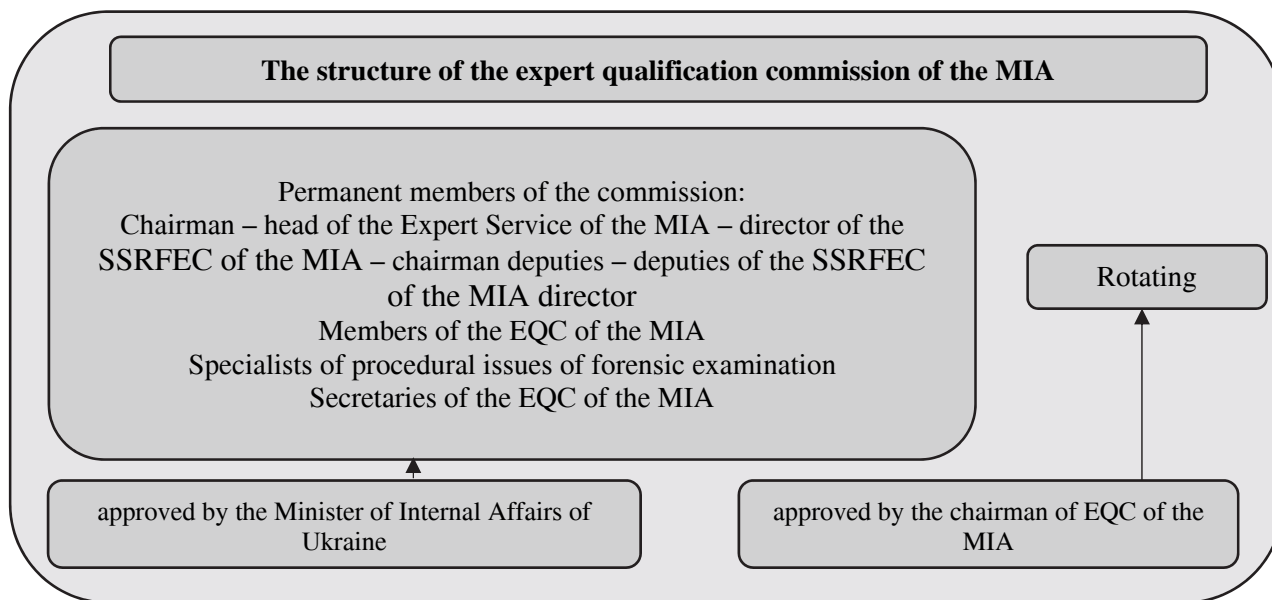 The structure of the expert qualification commission of the MIA
Permanent members of the commission:
Chairman – head of the Expert Service of the MIA – director of the
SSRFEC of the MIA – chairman deputies – deputies of the SSRFEC
of the MIA director
Members of the EQC of the MIA
Specialists of procedural issues of forensic examination
Secretaries of the EQC of the MIA
Rotating
approved by the Minister of Internal Affairs of
Ukraine
approved by the chairman of EQC of the
MIA